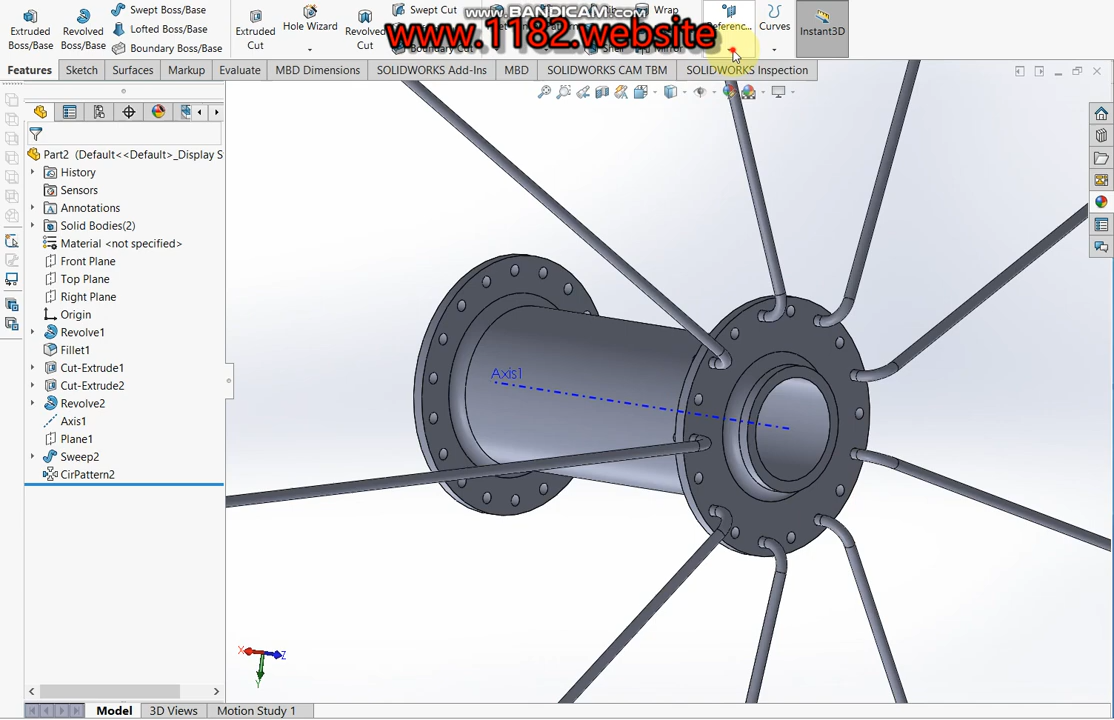 www.BANDICAM.com
www.1182.website
Extruded Boss/Base
Revolved Boss/Base
Swept Boss/Base
Lofted Boss/Base
Boundary Boss/Base
Extruded Cut
Hole Wizard
Revolved Cut
Swept Cut
Boundary Cut
Wrap
Shell
Mirror
Referenc...
Curves
Instant3D
Features
Sketch
Surfaces
Markup
Evaluate
MBD Dimensions
SOLIDWORKS Add-Ins
MBD
SOLIDWORKS CAM TBM
SOLIDWORKS Inspection
Part2 (Default<<Default>_Display S
History
Sensors
Annotations
Solid Bodies(2)
Material <not specified>
Front Plane
Top Plane
Right Plane
Origin
Revolve1
Fillet1
Cut-Extrude1
Cut-Extrude2
Revolve2
Axis1
Plane1
Sweep2
CirPattern2
Axis1
X
Z
Y
Model
3D Views
Motion Study 1